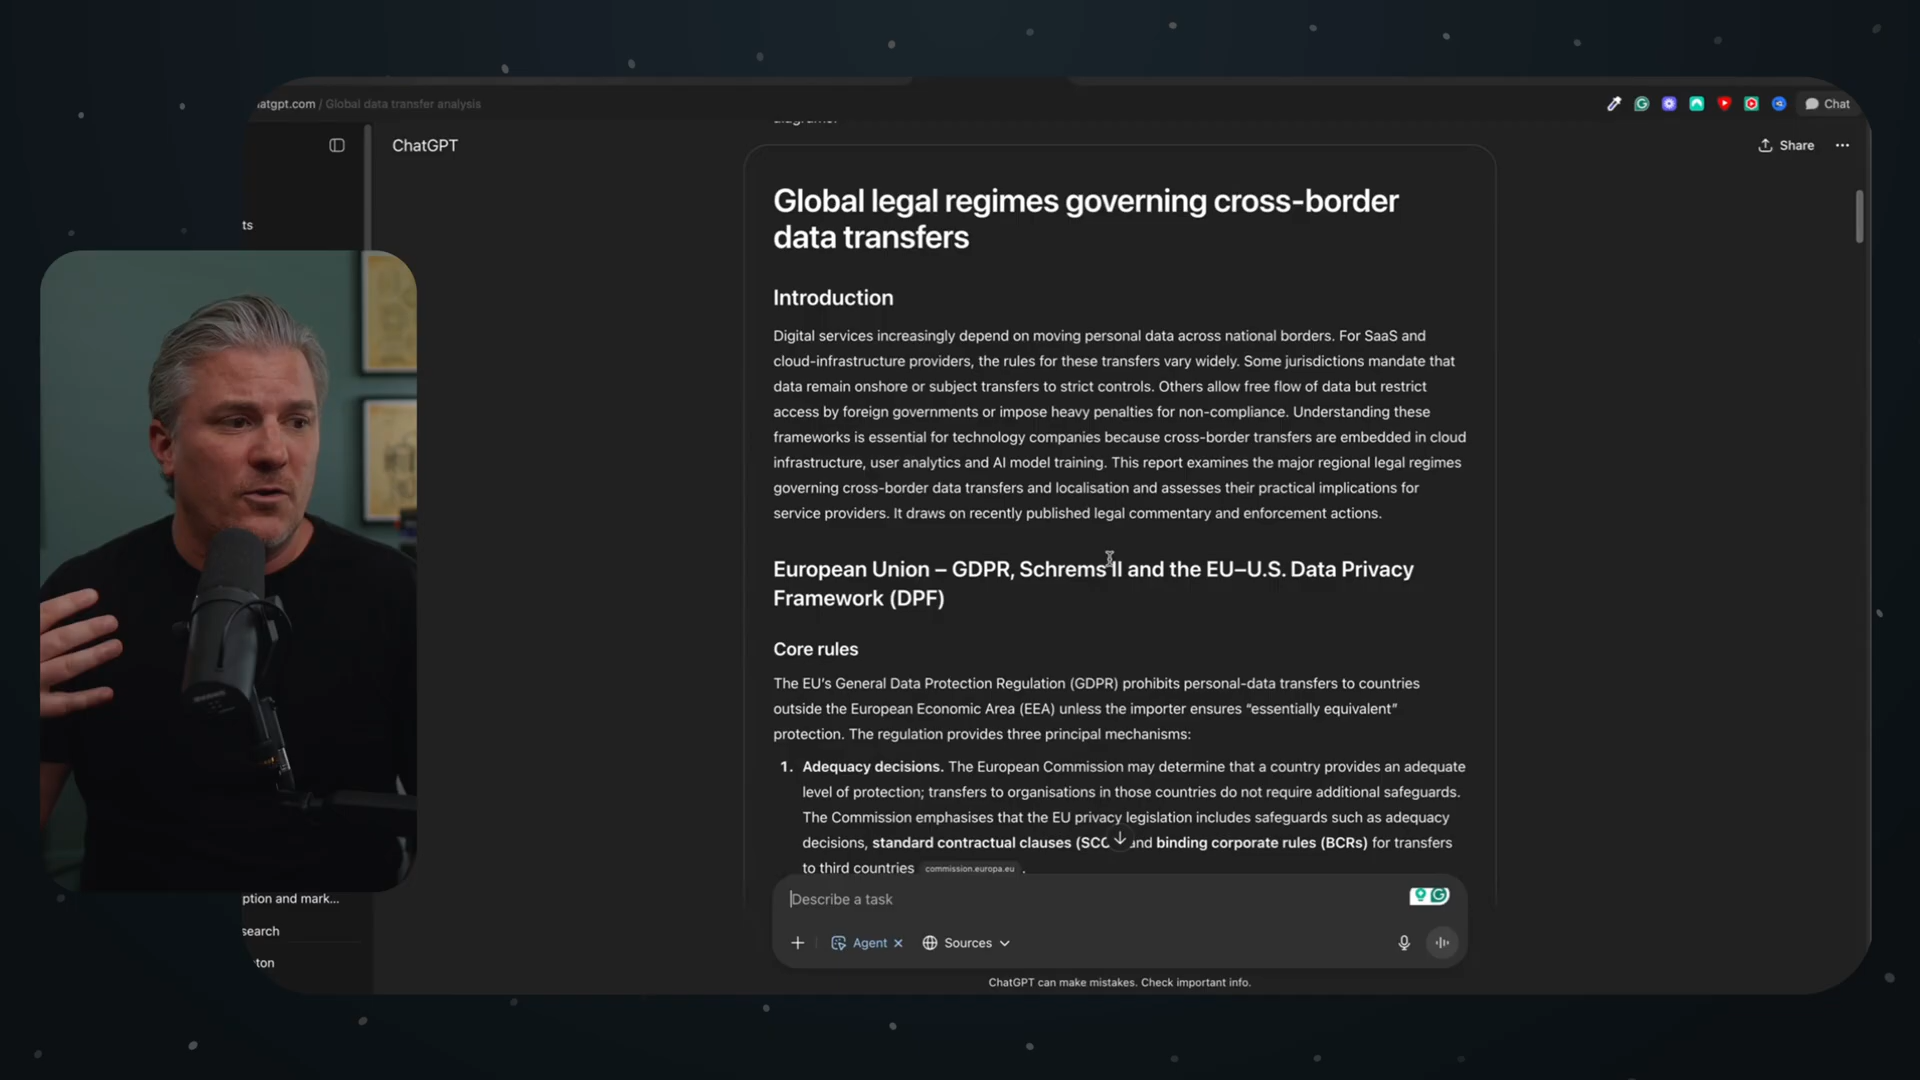 atgpt.com / Global data transfer analysis
Chat
ChatGPT
Share
ts
Global legal regimes governing cross-border
data transfers
Introduction
Digital services increasingly depend on moving personal data across national borders. For SaaS and
cloud-infrastructure providers, the rules for these transfers vary widely. Some jurisdictions mandate that
data remain onshore or subject transfers to strict controls. Others allow free flow of data but restrict
access by foreign governments or impose heavy penalties for non-compliance. Understanding these
frameworks is essential for technology companies because cross-border transfers are embedded in cloud
infrastructure, user analytics and AI model training. This report examines the major regional legal regimes
governing cross-border data transfers and localisation and assesses their practical implications for
service providers. It draws on recently published legal commentary and enforcement actions.
European Union – GDPR, Schrems II and the EU–U.S. Data Privacy
Framework (DPF)
Core rules
The EU’s General Data Protection Regulation (GDPR) prohibits personal-data transfers to countries
outside the European Economic Area (EEA) unless the importer ensures “essentially equivalent”
protection. The regulation provides three principal mechanisms:
1. Adequacy decisions. The European Commission may determine that a country provides an adequate
level of protection; transfers to organisations in those countries do not require additional safeguards.
The Commission emphasises that the EU privacy legislation includes safeguards such as adequacy
decisions, standard contractual clauses (SCC and binding corporate rules (BCRs) for transfers
to third countries commission.europa.eu .
ption and mark...
search
ton
Describe a task
Agent ×
Sources
ChatGPT can make mistakes. Check important info.